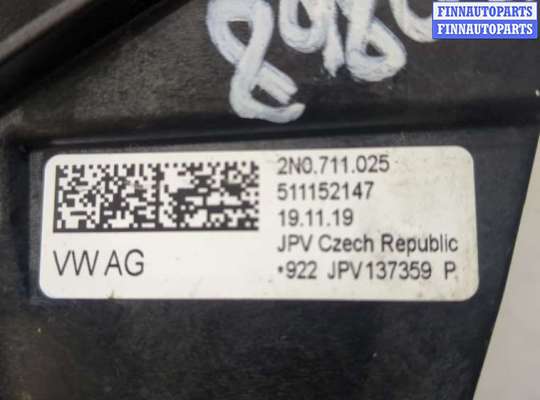 FINNAUTOPARTS
FINNAUTOPARTS
2N0.711.025
511152147
19.11.19
JPV Czech Republic
VW AG
*922 JPV137359 P